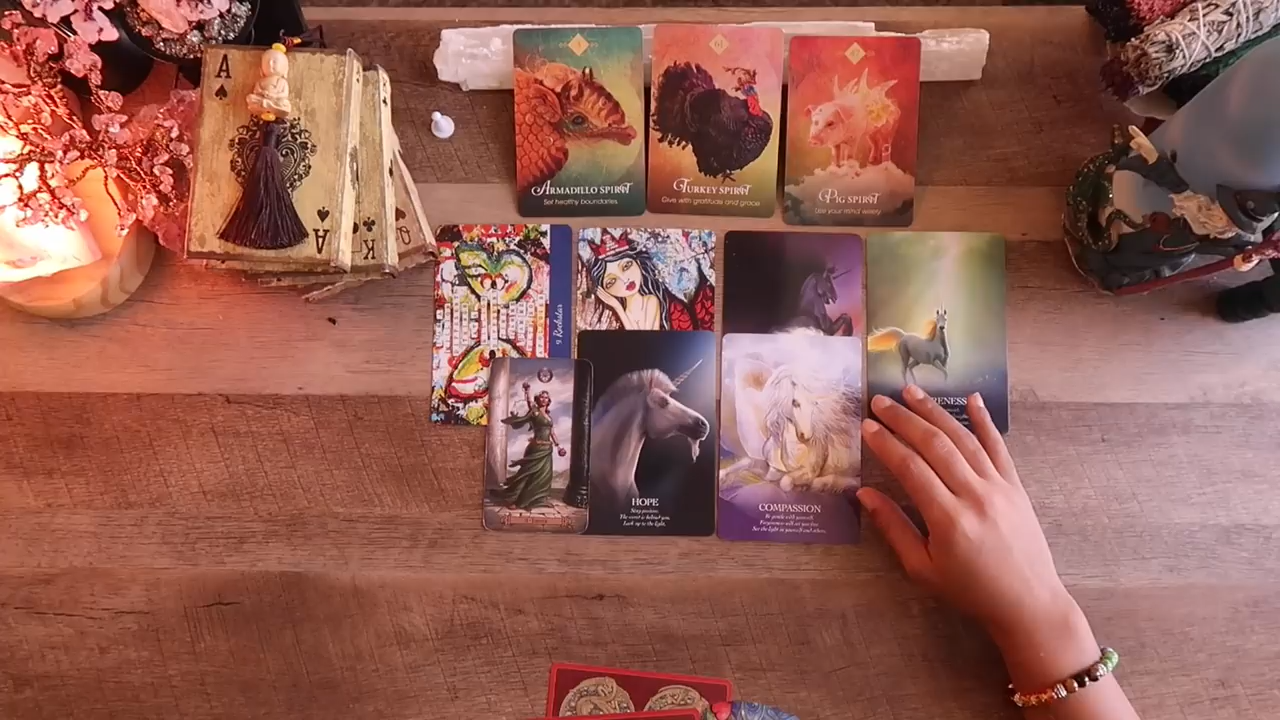 A
A
K
ARMADILLO SPIRIT
Set healthy boundaries
TURKEY SPIRIT
Give with gratitude and grace
PIG SPIRIT
Use your mind wisely
9 Rockstar
HOPE
Stay positive.
The worst is behind you.
Look up to the light.
COMPASSION
Be gentle with yourself.
Forgiveness will set you free.
See the light in yourself and others.
RENESS